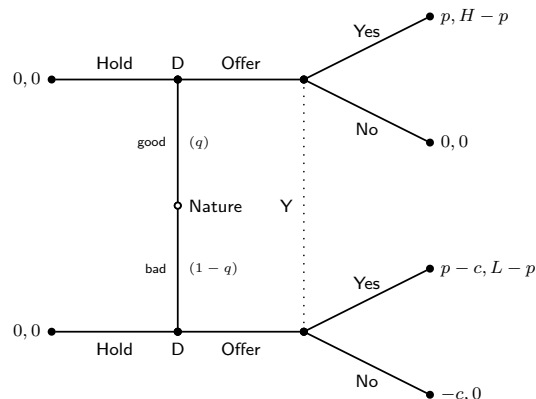 Yes
p, H − p
0, 0 Hold D Offer
No
good (q)
0, 0
Nature Y
bad (1 − q)
Yes
p − c, L − p
0, 0
Hold D Offer
No
−c, 0